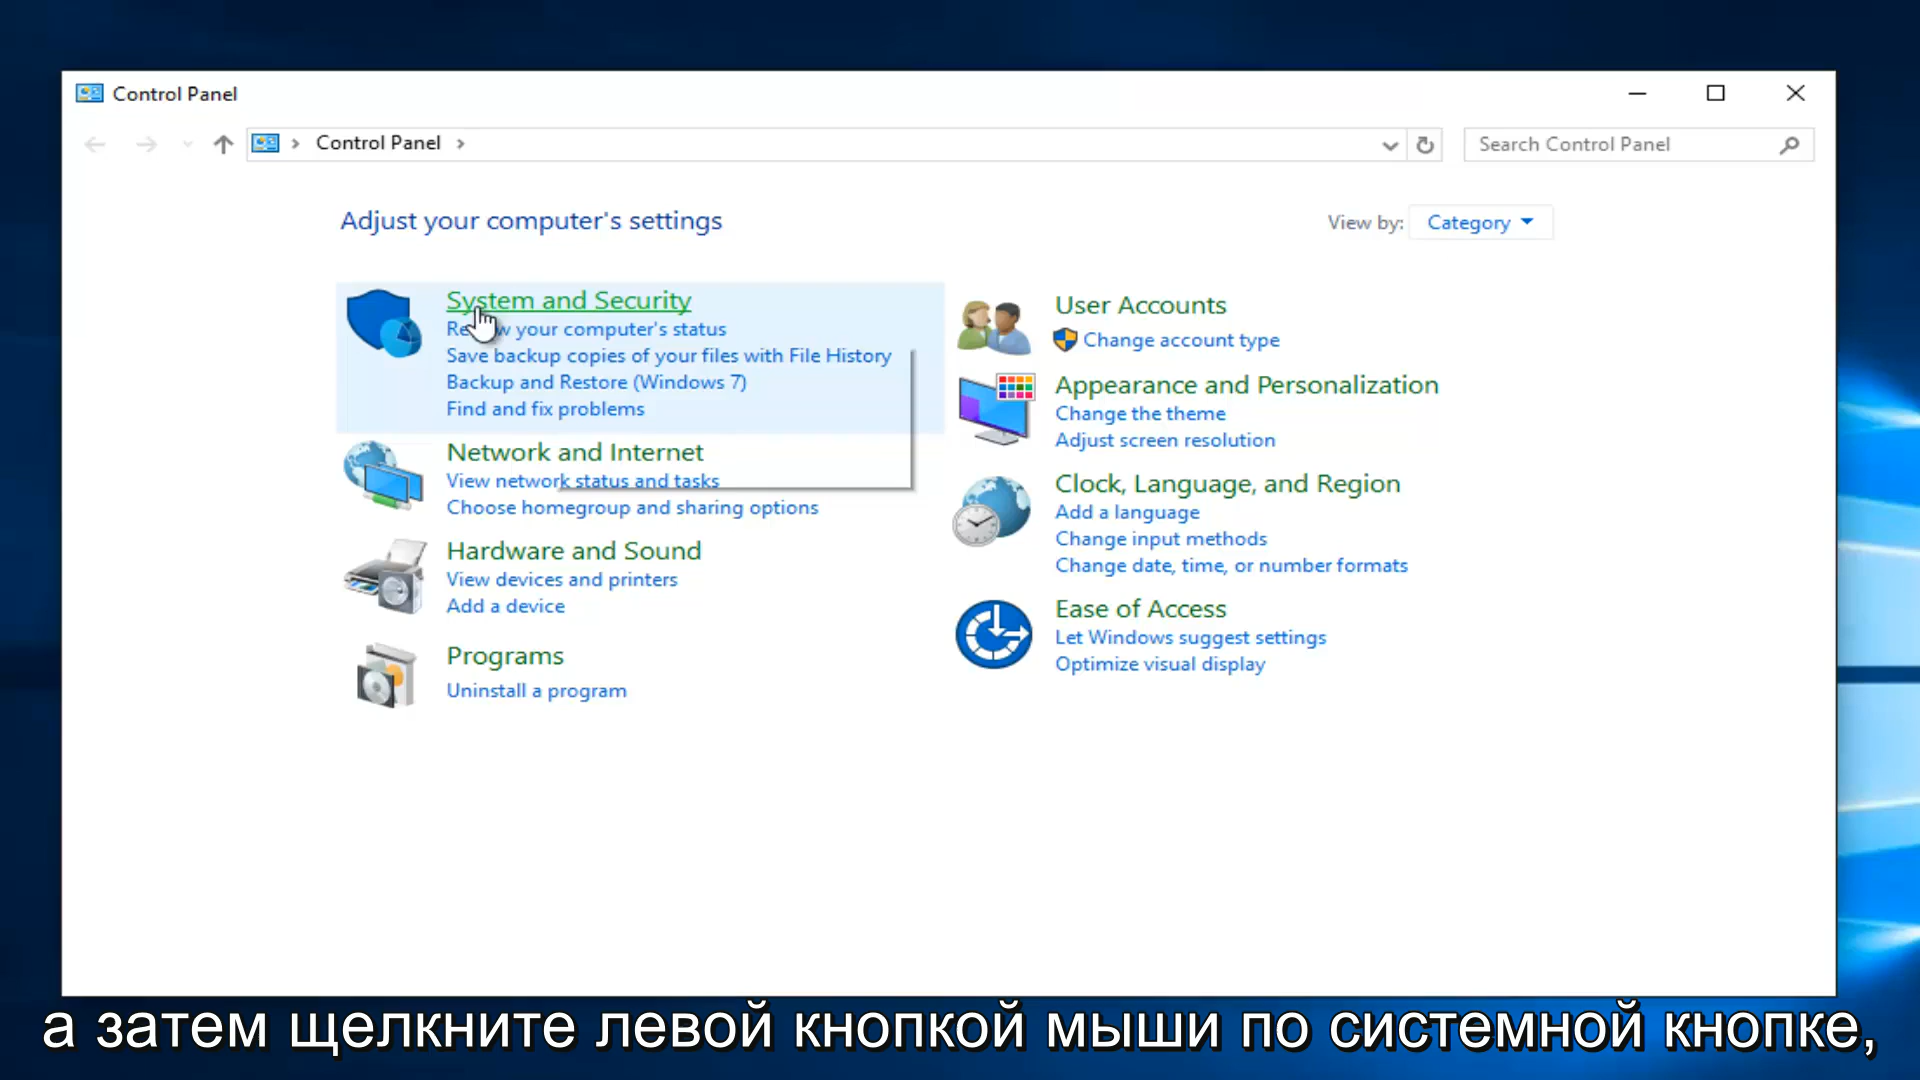 Control Panel
Control Panel
Search Control Panel
Adjust your computer's settings
View by: Category
System and Security
Review your computer's status
Save backup copies of your files with File History
Backup and Restore (Windows 7)
Find and fix problems
Network and Internet
View network status and tasks
Choose homegroup and sharing options
Hardware and Sound
View devices and printers
Add a device
Programs
Uninstall a program
User Accounts
Change account type
Appearance and Personalization
Change the theme
Adjust screen resolution
Clock, Language, and Region
Add a language
Change input methods
Change date, time, or number formats
Ease of Access
Let Windows suggest settings
Optimize visual display
а затем щелкните левой кнопкой мыши по системной кнопке,